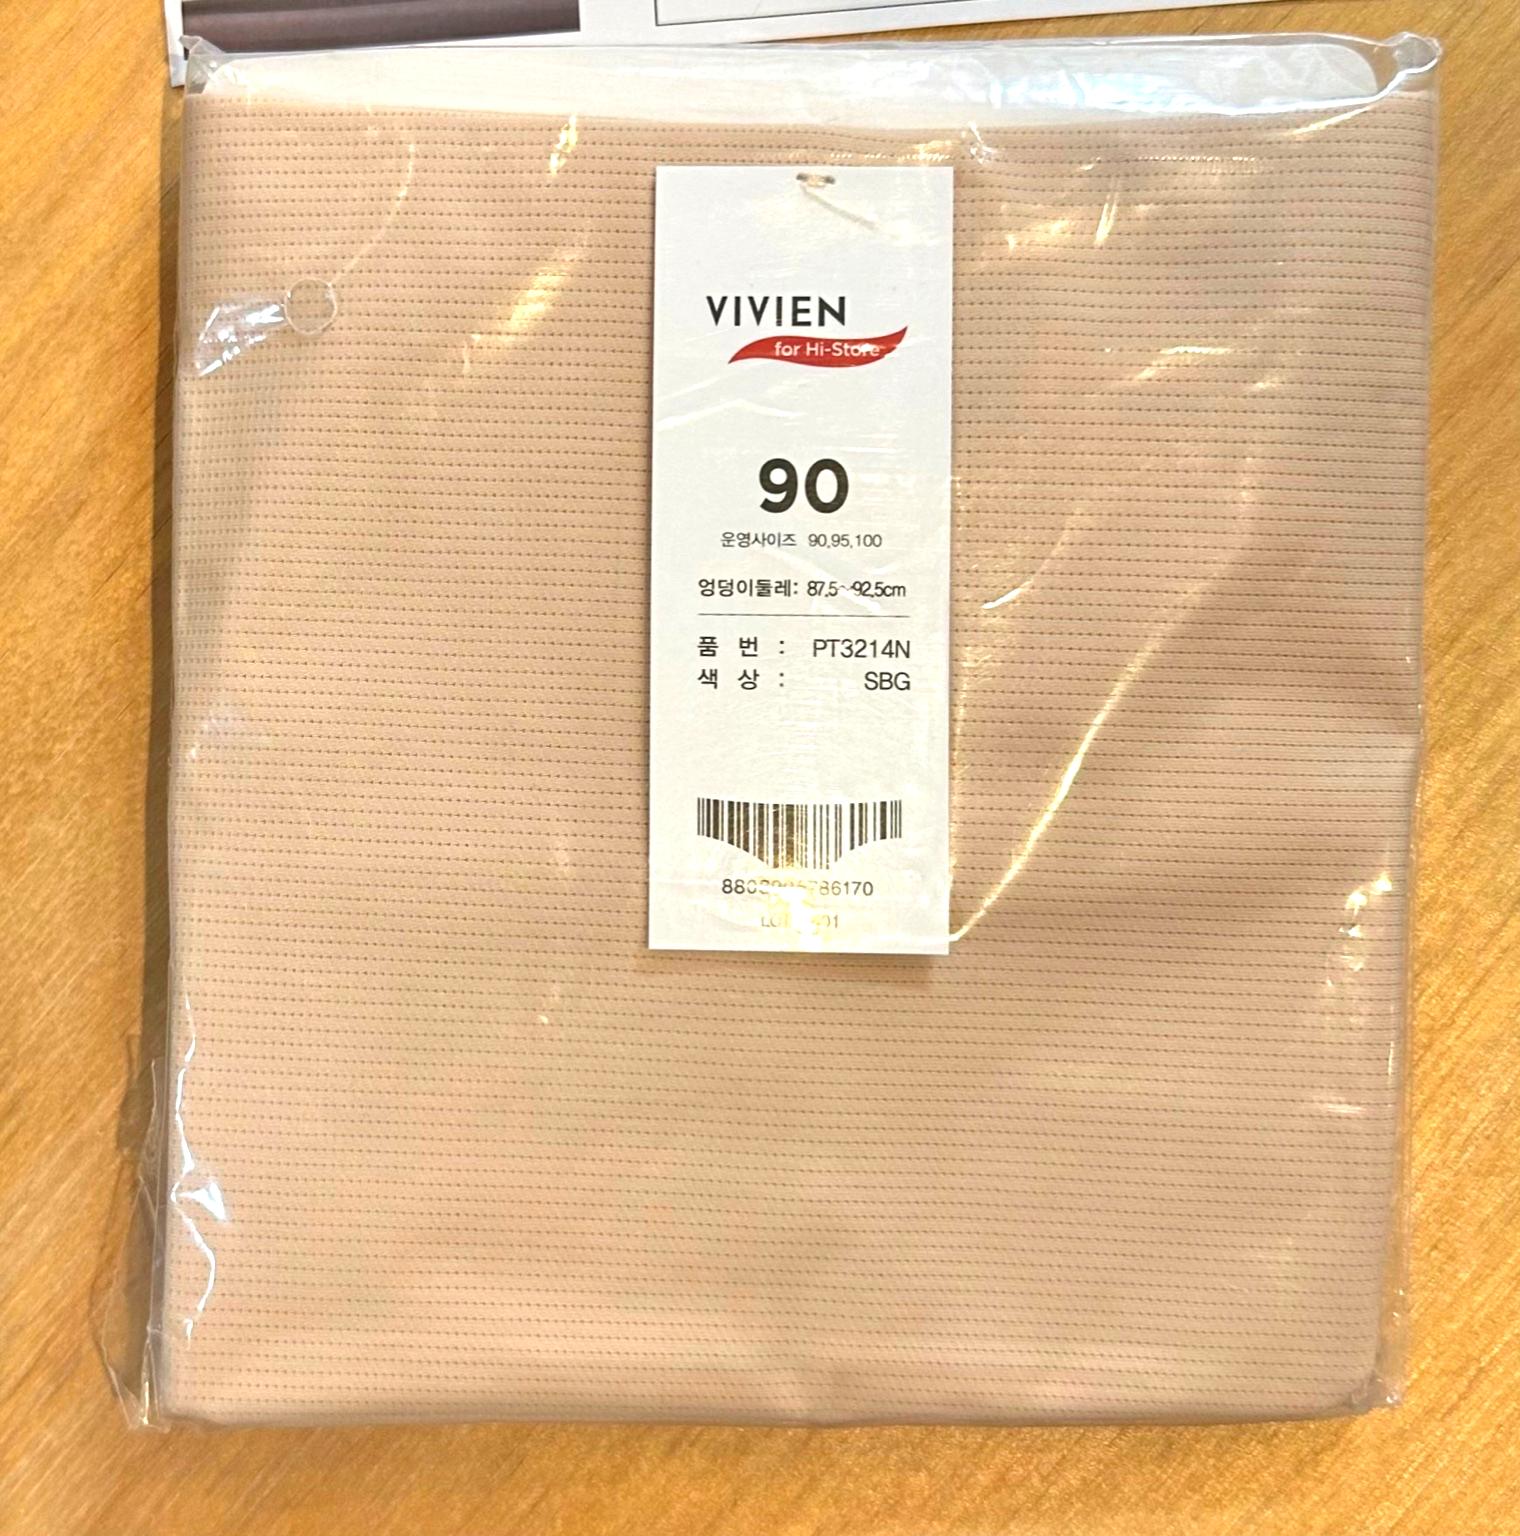 VIVIEN
for Hi-Store
90
운영사이즈 90,95,100
엉덩이둘레: 87.5~92.5cm
품 번 : PT3214N
색 상 : SBG